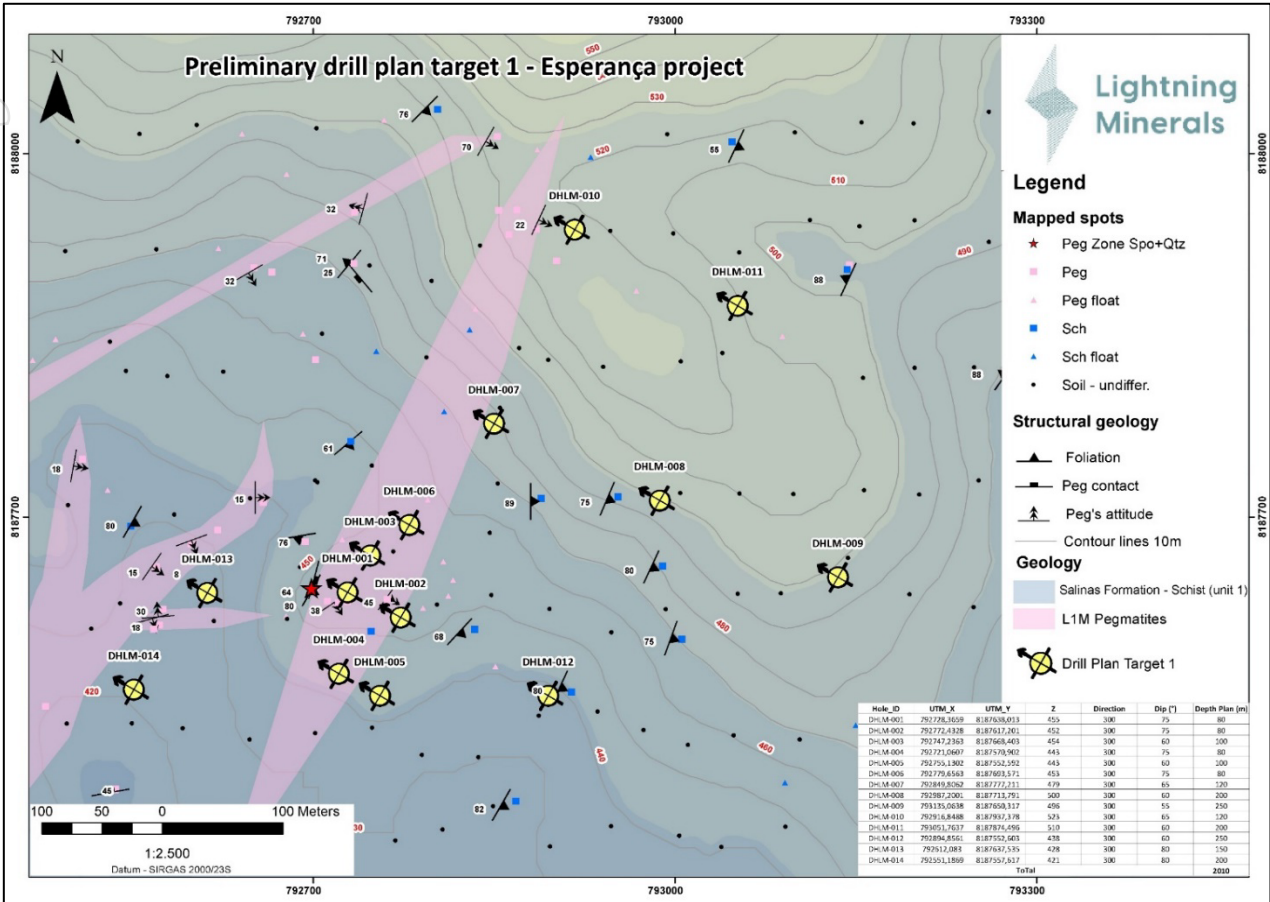 792700 793000 793300
Preliminary drill plan target 1 - Esperança project
N
Lightning
Minerals
550
530
76
8188000
70
55
8188000
520
510
32
DHLM-010
22
490
71
25
32
500
DHLM-011
88
88
DHLM-007
61
18
15
DHLM-006
DHLM-008
89
75
8187700
80
DHLM-003
8187700
76
450
15
8
DHLM-013
DHLM-001
DHLM-002
DHLM-009
80
64
80
38
45
30
18
68
480
75
DHLM-004
DHLM-005
DHLM-012
DHLM-014
80
420
440
460
45
82
30
Legend
Mapped spots
Peg Zone Spo+Qtz
Peg
Peg float
Sch
Sch float
Soil - undiffer.
Structural geology
Foliation
Peg contact
Peg's attitude
Contour lines 10m
Geology
Salinas Formation - Schist (unit 1)
L1M Pegmatites
Drill Plan Target 1
Hole_ID UTM_X UTM_Y Z Direction Dip (°) Depth Plan (m)
DHLM-001 792728,3659 8187638,013 455 300 75 80
DHLM-002 792772,4328 8187617,201 452 300 75 80
DHLM-003 792747,2363 8187668,403 454 300 60 100
DHLM-004 792721,0607 8187570,902 443 300 75 80
DHLM-005 792755,1302 8187552,592 443 300 60 100
DHLM-006 792779,6563 8187693,571 453 300 75 80
DHLM-007 792849,8062 8187777,211 479 300 65 120
DHLM-008 792987,2001 8187713,791 500 300 60 200
DHLM-009 793135,0638 8187650,317 496 300 55 250
DHLM-010 792916,8488 8187937,378 523 300 65 120
DHLM-011 793051,7637 8187874,496 510 300 60 200
DHLM-012 792894,8561 8187552,603 438 300 60 250
DHLM-013 792612,083 8187637,535 428 300 80 150
DHLM-014 792551,1869 8187557,617 421 300 80 200
ToTal 2010
100 50 0 100 Meters
1:2.500
Datum - SIRGAS 2000/23S
792700 793000 793300